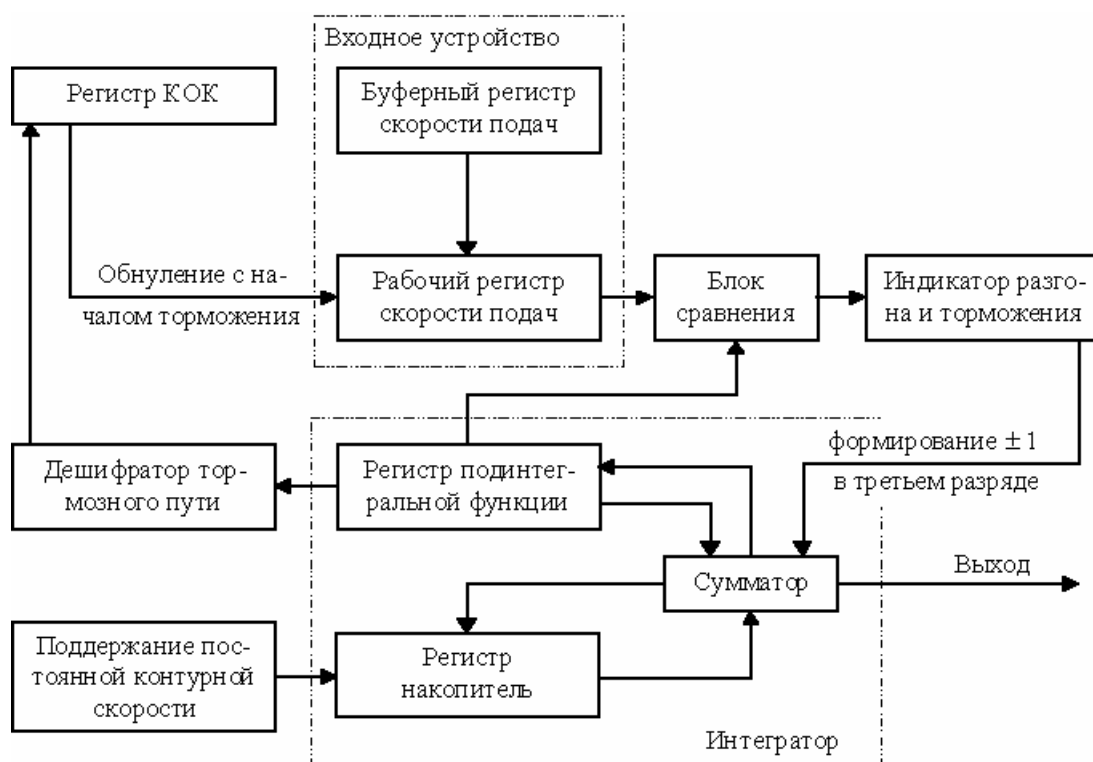 Входное устройство
Регистр КОК
Буферный регистр
скорости подач
Обнуление с на-
чалом торможения
Рабочий регистр
скорости подач
Блок
сравнения
Индикатор разго-
на и торможения
формирование ± 1
в третьем разряде
Дешифратор тор-
мозного пути
Регистр подинтег-
ральной функции
Сумматор
Выход
Поддержание пос-
тоянной контурной
скорости
Регистр
накопитель
Интегратор